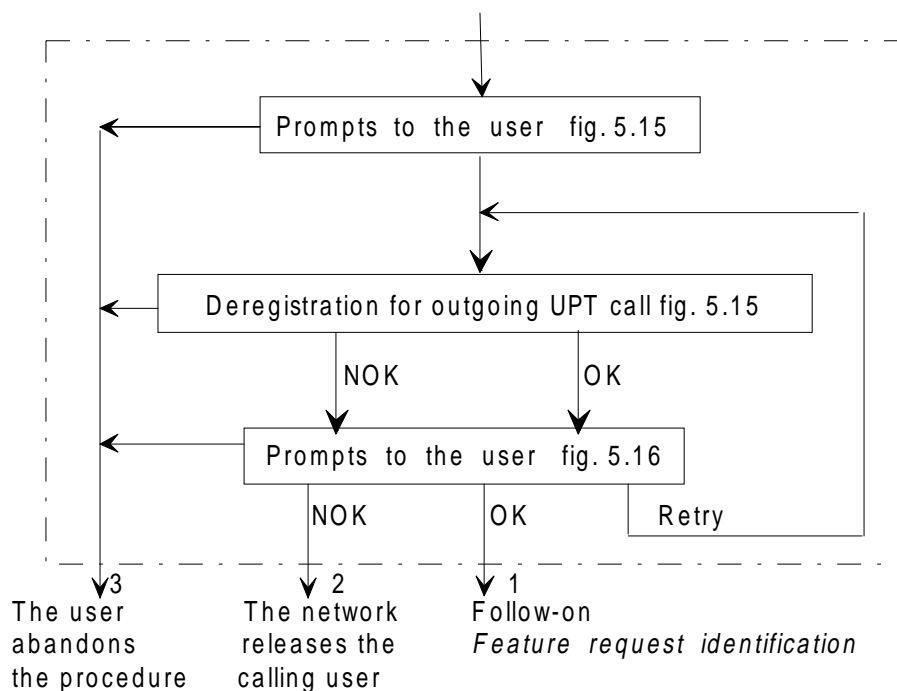 Prompts to the user fig. 5.15
Deregistration for outgoing UPT call fig. 5.15
NOK
OK
Prompts to the user fig. 5.16
NOK
OK
Retry
3
2
1
The user
abandons
the procedure
The network
releases the
calling user
Follow-on
Feature request identification